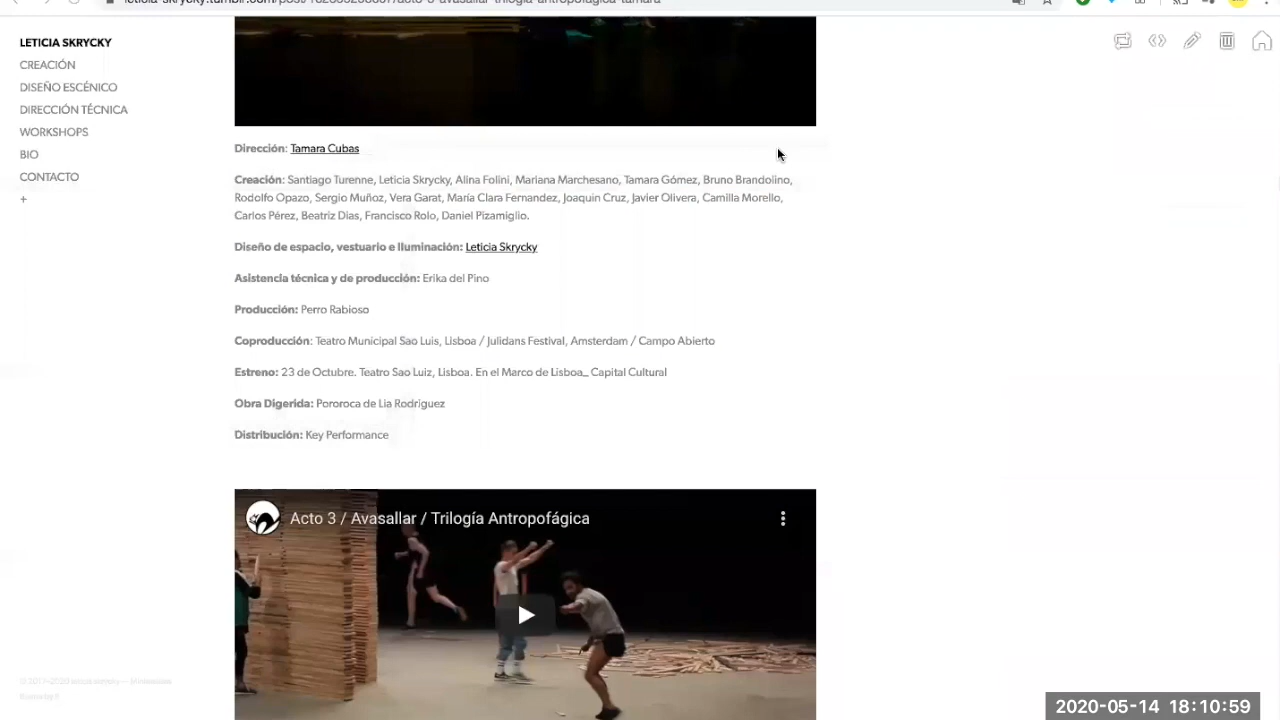 LETICIA SKRYCKY
CREACIÓN
DISEÑO ESCÉNICO
DIRECCIÓN TÉCNICA
WORKSHOPS
BIO
CONTACTO
+
Dirección: Tamara Cubas
Creación: Santiago Turenne, Leticia Skrycky, Alina Folini, Mariana Marchesano, Tamara Gómez, Bruno Brandolino,
Rodolfo Opazo, Sergio Muñoz, Vera Garat, María Clara Fernandez, Joaquin Cruz, Javier Olivera, Camilla Morello,
Carlos Pérez, Beatriz Dias, Francisco Rolo, Daniel Pizamiglio.
Diseño de espacio, vestuario e Iluminación: Leticia Skrycky
Asistencia técnica y de producción: Erika del Pino
Producción: Perro Rabioso
Coproducción: Teatro Municipal Sao Luis, Lisboa / Julidans Festival, Amsterdam / Campo Abierto
Estreno: 23 de Octubre. Teatro Sao Luiz, Lisboa. En el Marco de Lisboa_ Capital Cultural
Obra Digerida: Pororoca de Lia Rodriguez
Distribución: Key Performance
Acto 3 / Avasallar / Trilogía Antropofágica
2020-05-14 18:10:59